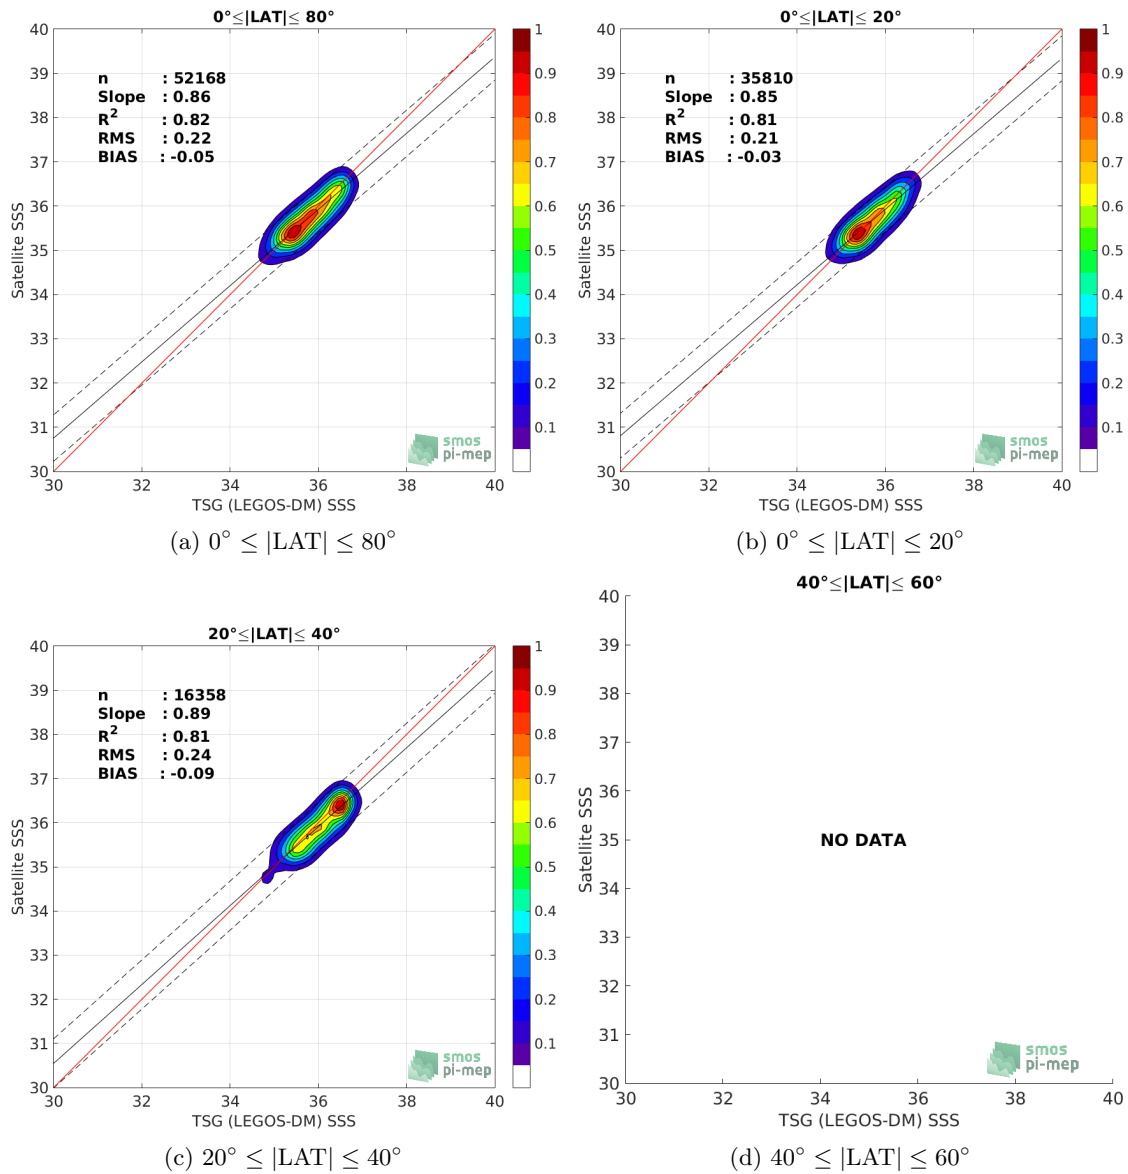 0°≤|LAT|≤ 80°
n : 52168
Slope : 0.86
R2 : 0.82
RMS : 0.22
BIAS : -0.05
40
39
38
37
36
35
34
33
32
31
30
30 32 34 36 38 40
Satellite SSS
TSG (LEGOS-DM) SSS
1
0.9
0.8
0.7
0.6
0.5
0.4
0.3
0.2
0.1
smos
pi-mep
(a) 0° ≤ |LAT| ≤ 80°
0°≤|LAT|≤ 20°
n : 35810
Slope : 0.85
R2 : 0.81
RMS : 0.21
BIAS : -0.03
40
39
38
37
36
35
34
33
32
31
30
30 32 34 36 38 40
Satellite SSS
TSG (LEGOS-DM) SSS
1
0.9
0.8
0.7
0.6
0.5
0.4
0.3
0.2
0.1
smos
pi-mep
(b) 0° ≤ |LAT| ≤ 20°
20°≤|LAT|≤ 40°
n : 16358
Slope : 0.89
R2 : 0.81
RMS : 0.24
BIAS : -0.09
40
39
38
37
36
35
34
33
32
31
30
30 32 34 36 38 40
Satellite SSS
TSG (LEGOS-DM) SSS
1
0.9
0.8
0.7
0.6
0.5
0.4
0.3
0.2
0.1
smos
pi-mep
(c) 20° ≤ |LAT| ≤ 40°
40°≤|LAT|≤ 60°
40
39
38
37
36
35
34
33
32
31
30
30 32 34 36 38 40
Satellite SSS
NO DATA
TSG (LEGOS-DM) SSS
smos
pi-mep
(d) 40° ≤ |LAT| ≤ 60°